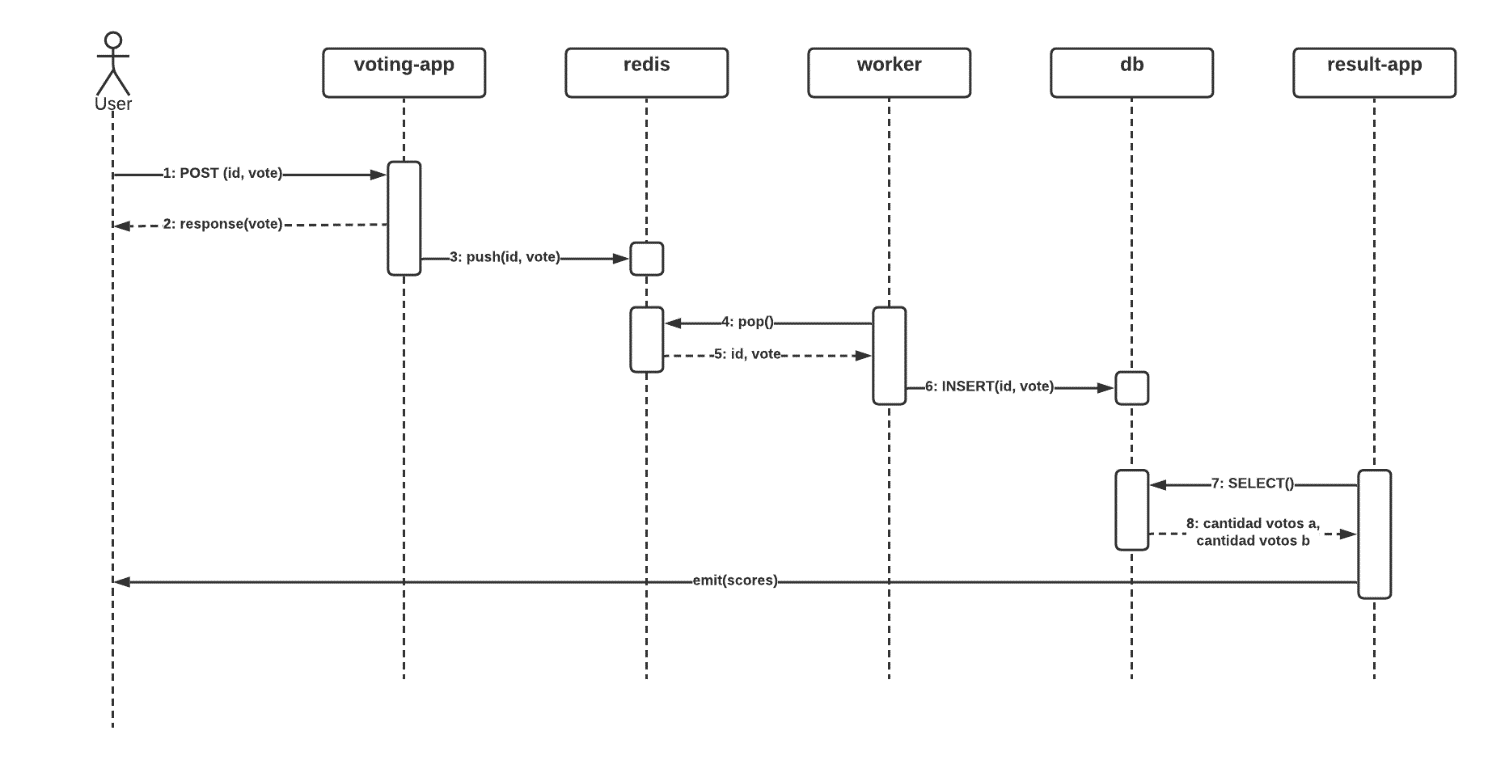 User
voting-app
redis
worker
db
result-app
1: POST (id, vote)
2: response(vote)
3: push(id, vote)
4: pop()
5: id, vote
6: INSERT(id, vote)
7: SELECT()
8: cantidad votos a,
cantidad votos b
emit(scores)